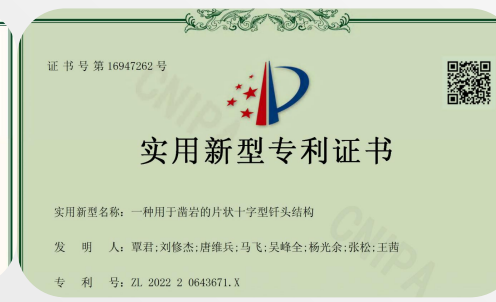 证书号第16947262号
CNIPA
实用新型专利证书
实用新型名称：一种用于凿岩的片状十字型钎头结构
CNIPA
发明人：覃君;刘修杰;唐维兵;马飞;吴峰全;杨光余;张松;王茜
专利号：ZL 2022 2 0643671.X